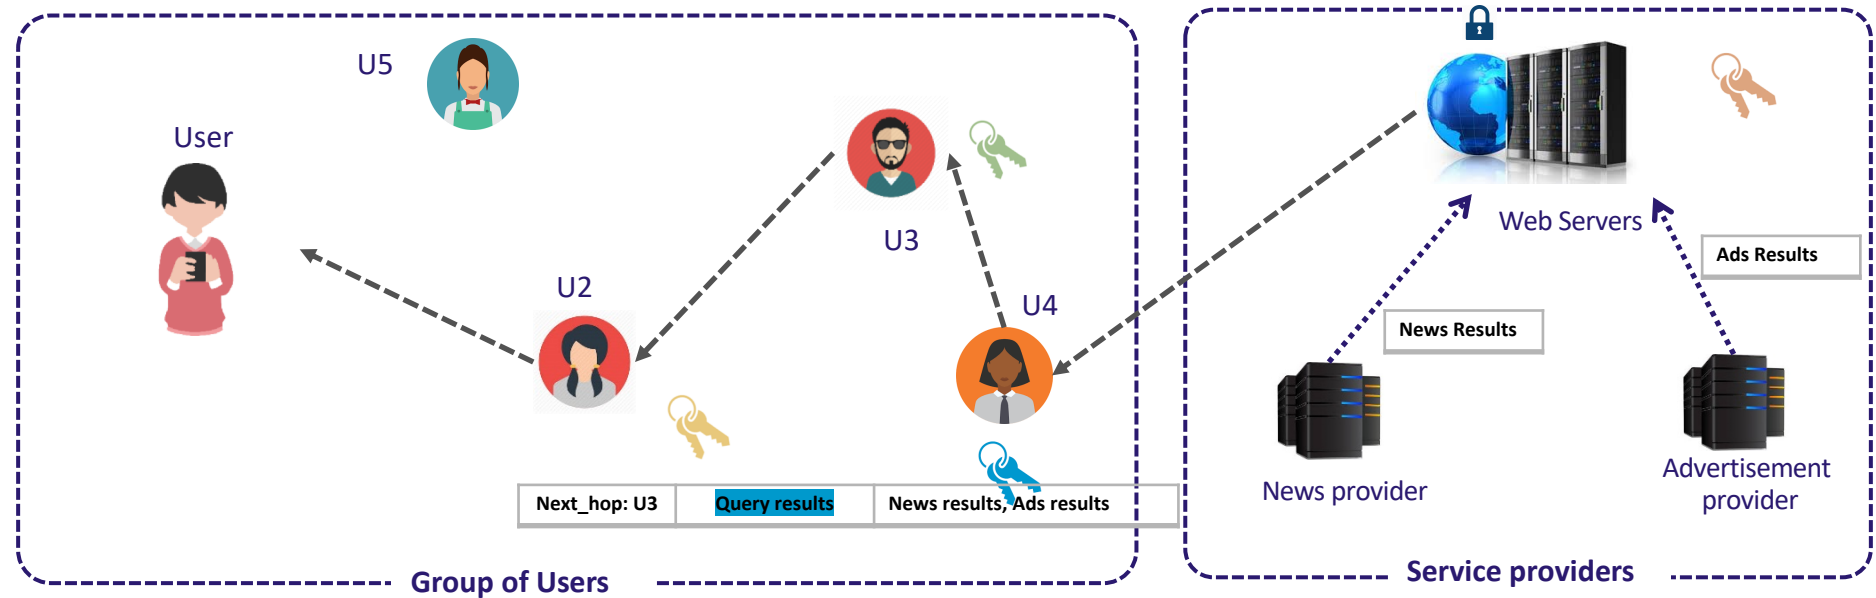 U5
User
U3
U2
U4
Next_hop: U3
Query results
News results, Ads results
Group of Users
Web Servers
Ads Results
News Results
News provider
Advertisement
provider
Service providers